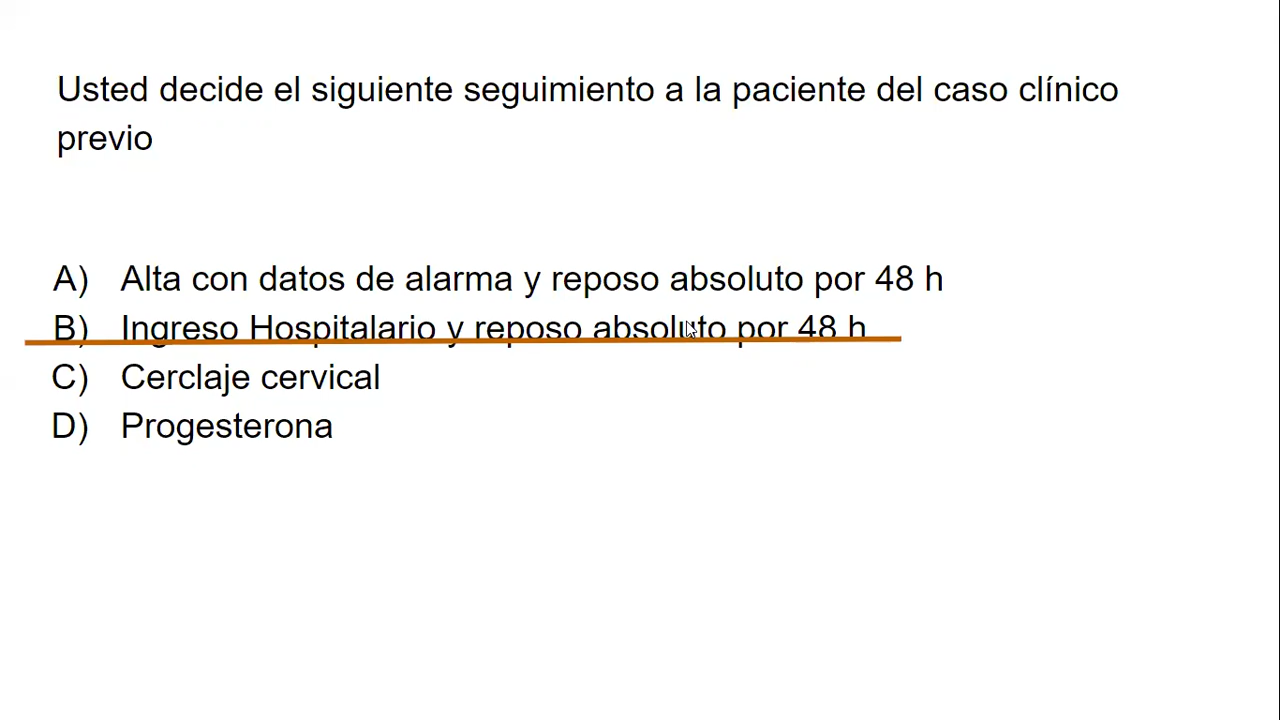 Usted decide el siguiente seguimiento a la paciente del caso clínico
previo
A) Alta con datos de alarma y reposo absoluto por 48 h
B) Ingreso Hospitalario y reposo absoluto por 48 h
C) Cerclaje cervical
D) Progesterona